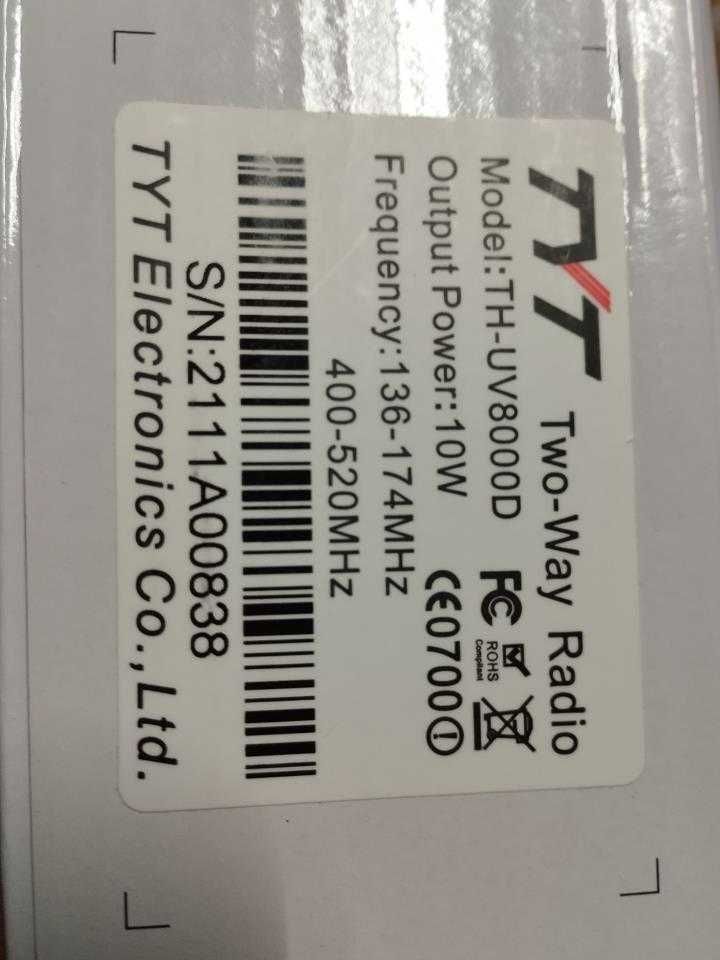 TYT Two-Way Radio
Model:TH-UV8000D FC ROHS Compliant
Output Power:10W CE0700
Frequency:136-174MHz
400-520MHz
S/N:2111A00838
TYT Electronics Co.,Ltd.